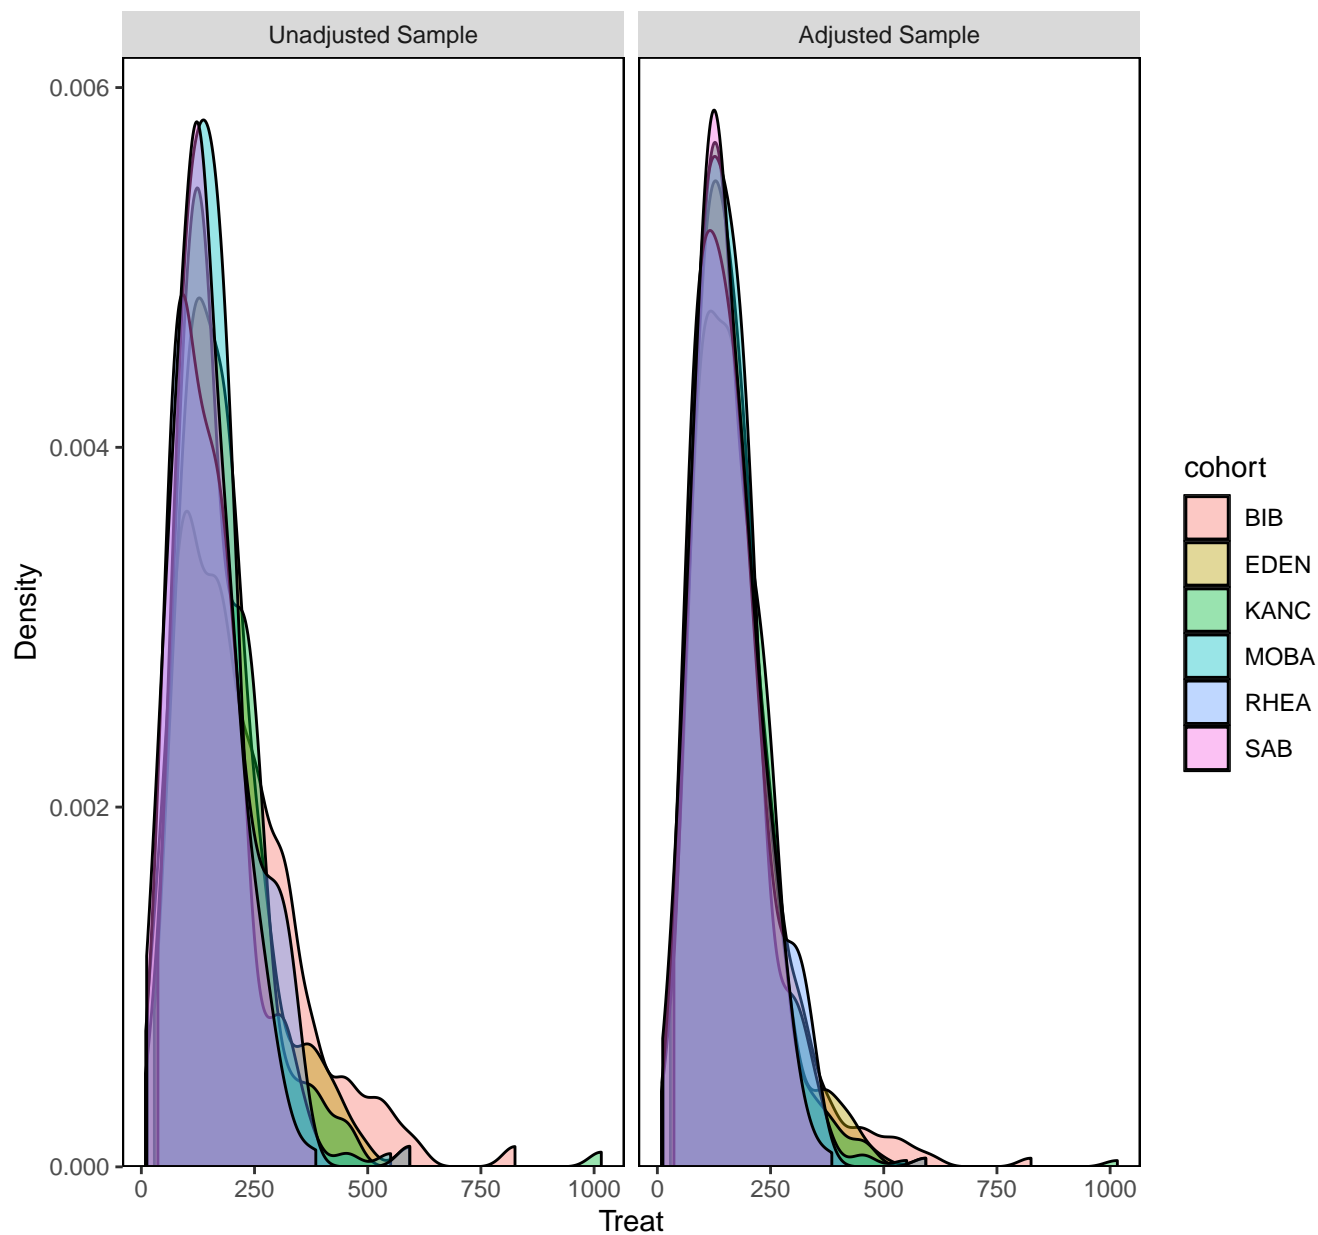 Unadjusted Sample
Adjusted Sample
0.006
0.004
0.002
0.000
Density
0 250 500 750 1000
0 250 500 750 1000
Treat
cohort
BIB
EDEN
KANC
MOBA
RHEA
SAB